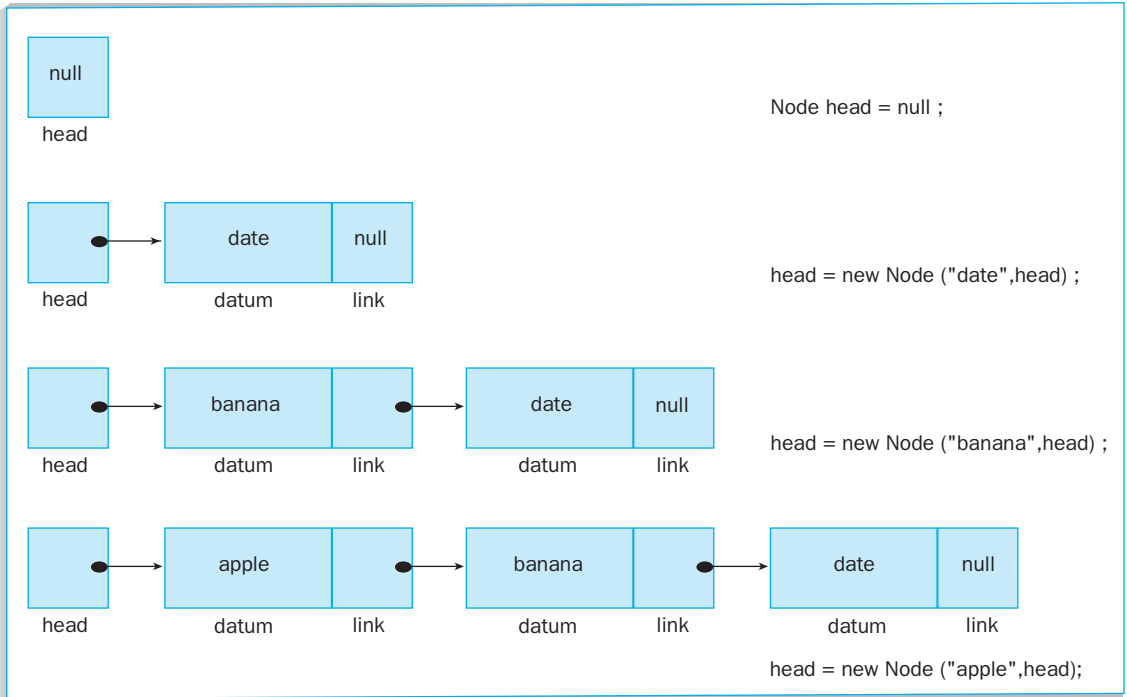 null
head
Node head = null ;
date null
head datum link
head = new Node ("date",head) ;
banana date null
head datum link datum link
head = new Node ("banana",head) ;
apple banana date null
head datum link datum link datum link
head = new Node ("apple",head);